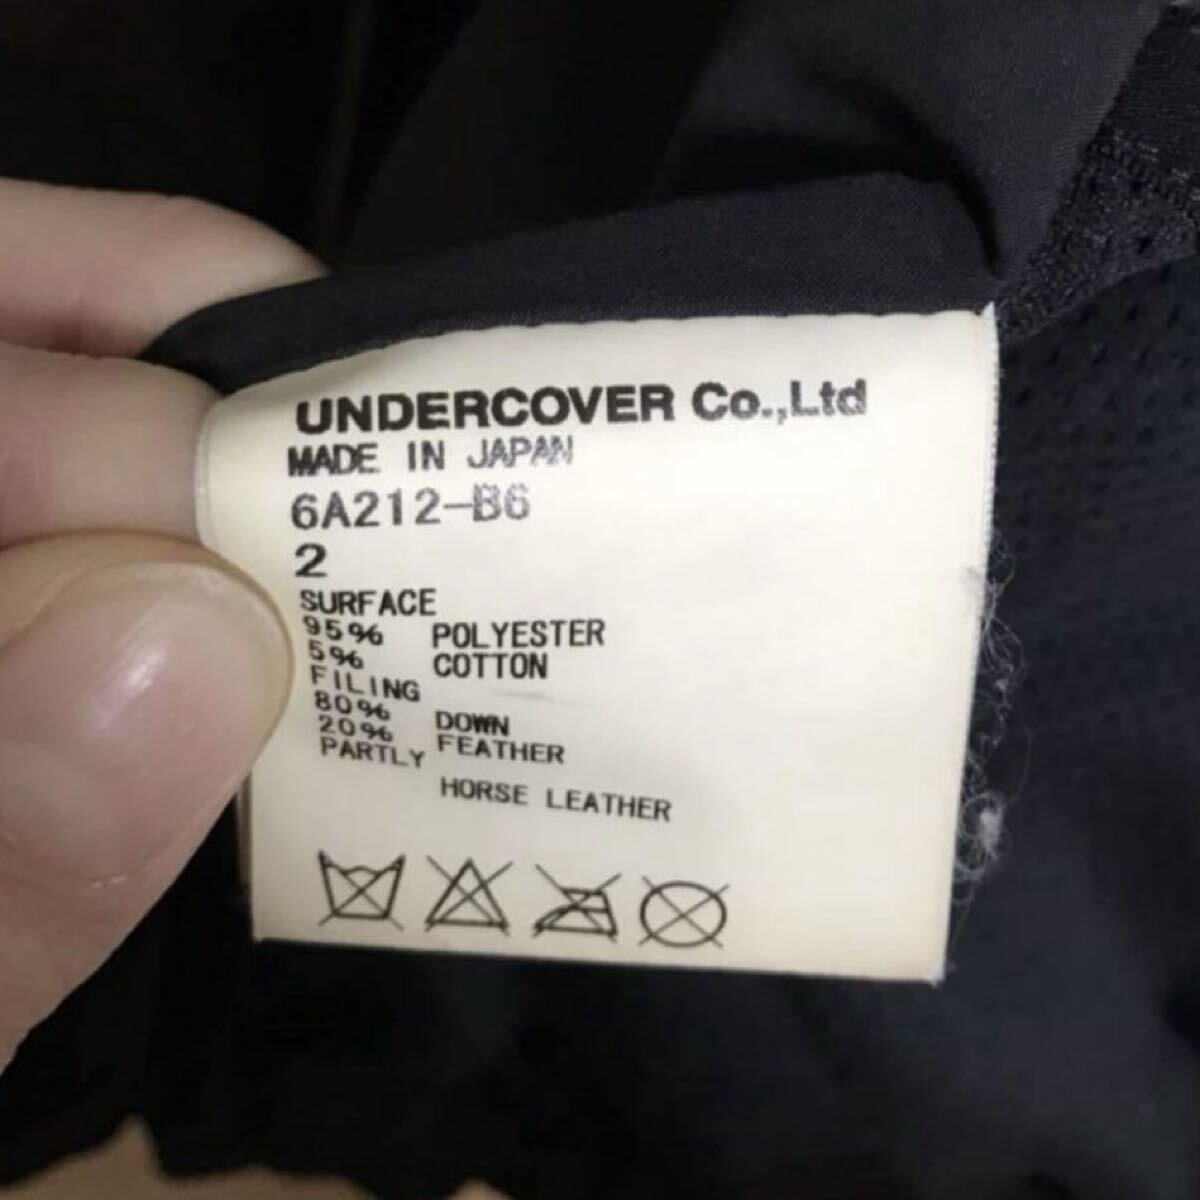 UNDERCOVER Co.,Ltd
MADE IN JAPAN
6A212-B6
2
SURFACE
95% POLYESTER
5% COTTON
FILING
80% DOWN
20% FEATHER
PARTLY
HORSE LEATHER